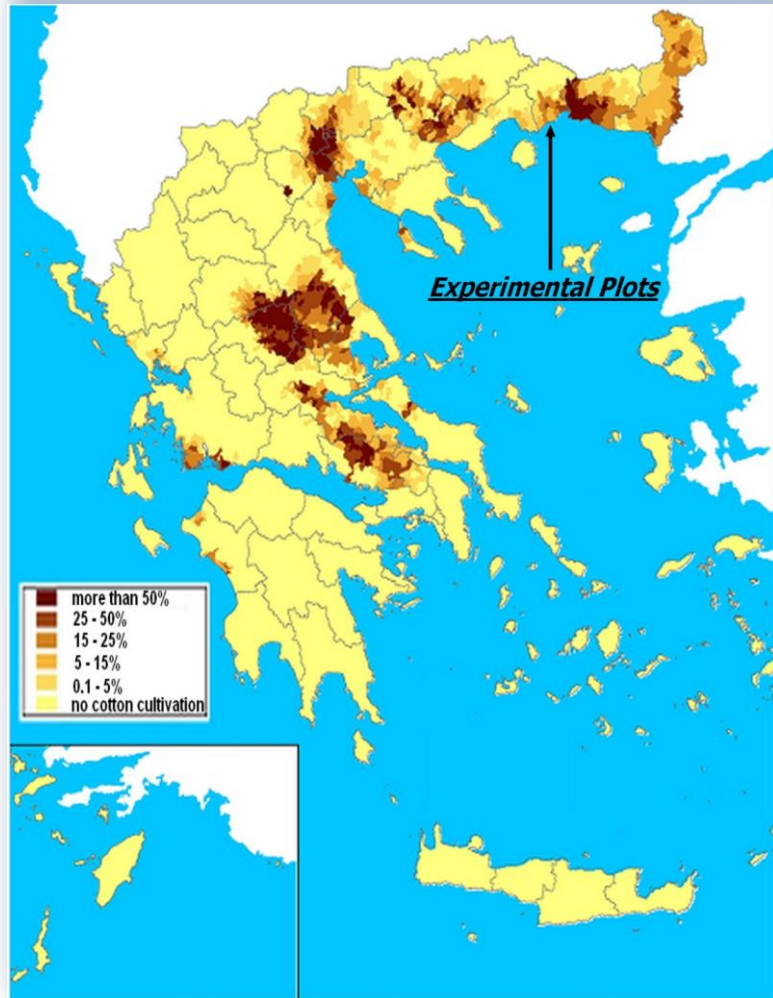 Experimental Plots
more than 50%
25 - 50%
15 - 25%
5 - 15%
0.1 - 5%
no cotton cultivation